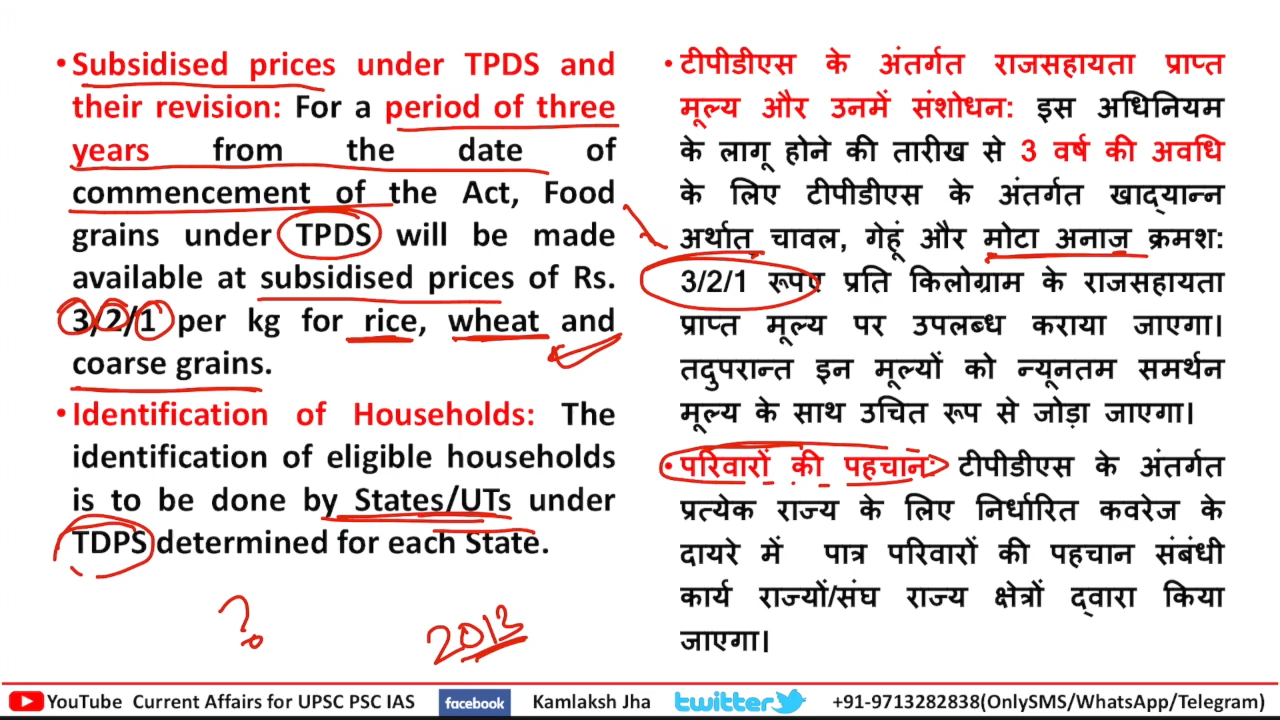 • Subsidised prices under TPDS and
their revision: For a period of three
years from the date of
commencement of the Act, Food
grains under TPDS will be made
available at subsidised prices of Rs.
3/2/1 per kg for rice, wheat and
coarse grains.
• Identification of Households: The
identification of eligible households
is to be done by States/UTs under
TDPS determined for each State.
?
2013
• टीपीडीएस के अंतर्गत राजसहायता प्राप्त
मूल्य और उनमें संशोधन: इस अधिनियम
के लागू होने की तारीख से 3 वर्ष की अवधि
के लिए टीपीडीएस के अंतर्गत खाद्यान्न
अर्थात चावल, गेहूं और मोटा अनाज क्रमश:
3/2/1 रूपए प्रति किलोग्राम के राजसहायता
प्राप्त मूल्य पर उपलब्ध कराया जाएगा।
तदुपरान्त इन मूल्यों को न्यूनतम समर्थन
मूल्य के साथ उचित रूप से जोड़ा जाएगा।
• परिवारों की पहचान: टीपीडीएस के अंतर्गत
प्रत्येक राज्य के लिए निर्धारित कवरेज के
दायरे में पात्र परिवारों की पहचान संबंधी
कार्य राज्यों/संघ राज्य क्षेत्रों द्वारा किया
जाएगा।
YouTube Current Affairs for UPSC PSC IAS facebook Kamlaksh Jha twitter +91-9713282838(OnlySMS/WhatsApp/Telegram)